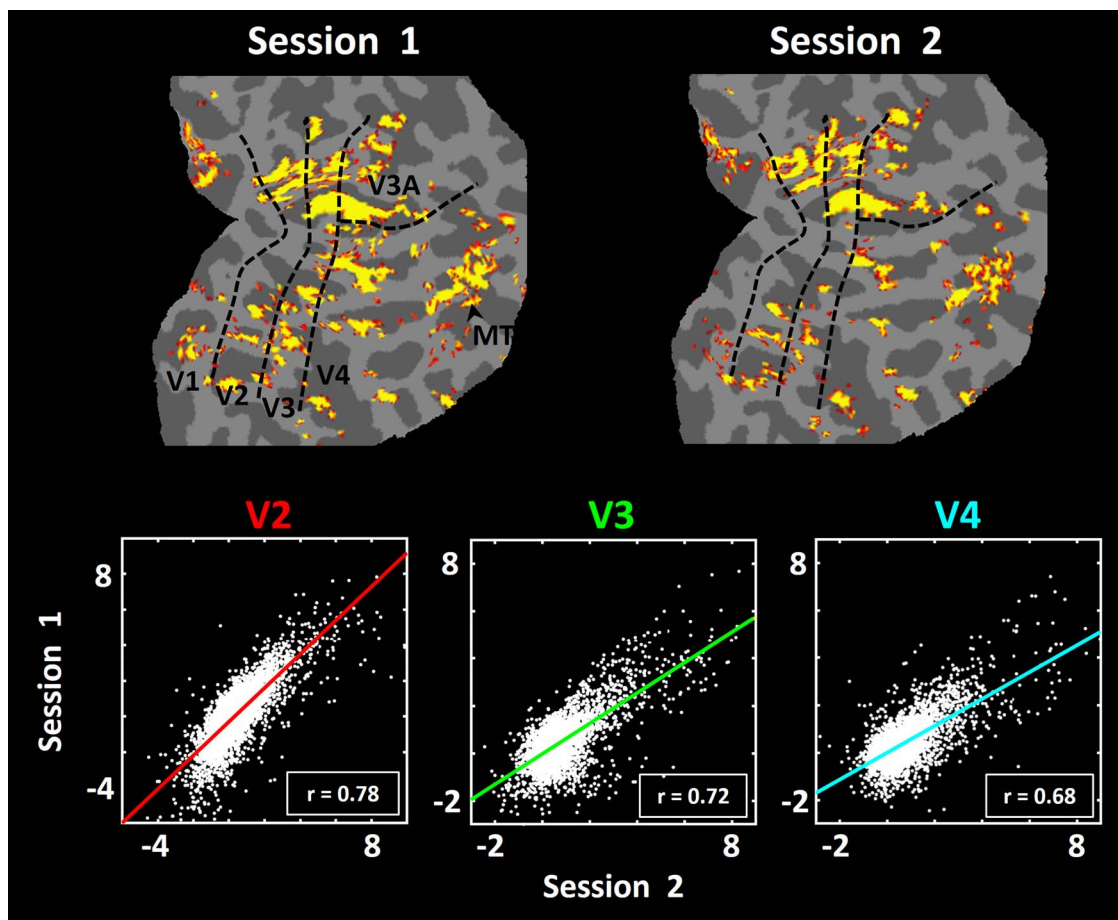 Session 1
Session 2
V3A
MT
V1
V2
V3
V4
V2
V3
V4
Session 1
8
-4
r = 0.78
-4
8
8
-2
r = 0.72
-2
8
8
-2
r = 0.68
-2
8
Session 2